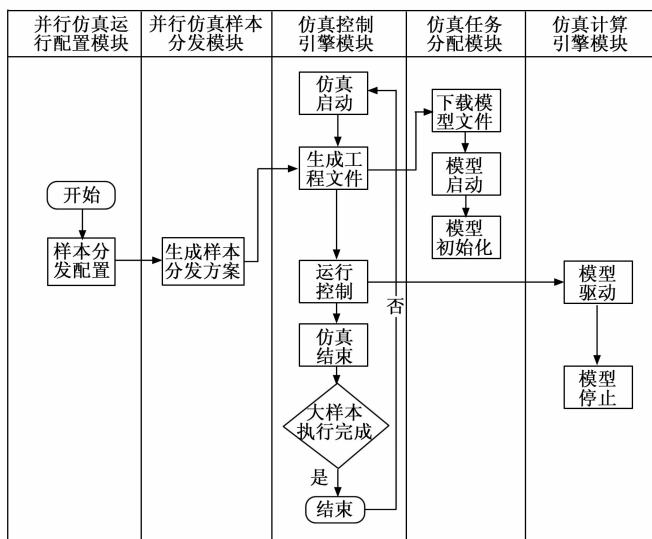 并行仿真运
行配置模块
并行仿真样本
分发模块
仿真控制
引擎模块
仿真任务
分配模块
仿真计算
引擎模块
开始
样本分
发配置
生成样本
分发方案
仿真
启动
生成工
程文件
运行
控制
仿真
结束
大样本
执行完成
是
结束
否
下载模
型文件
模型
启动
模型
初始化
模型
驱动
模型
停止